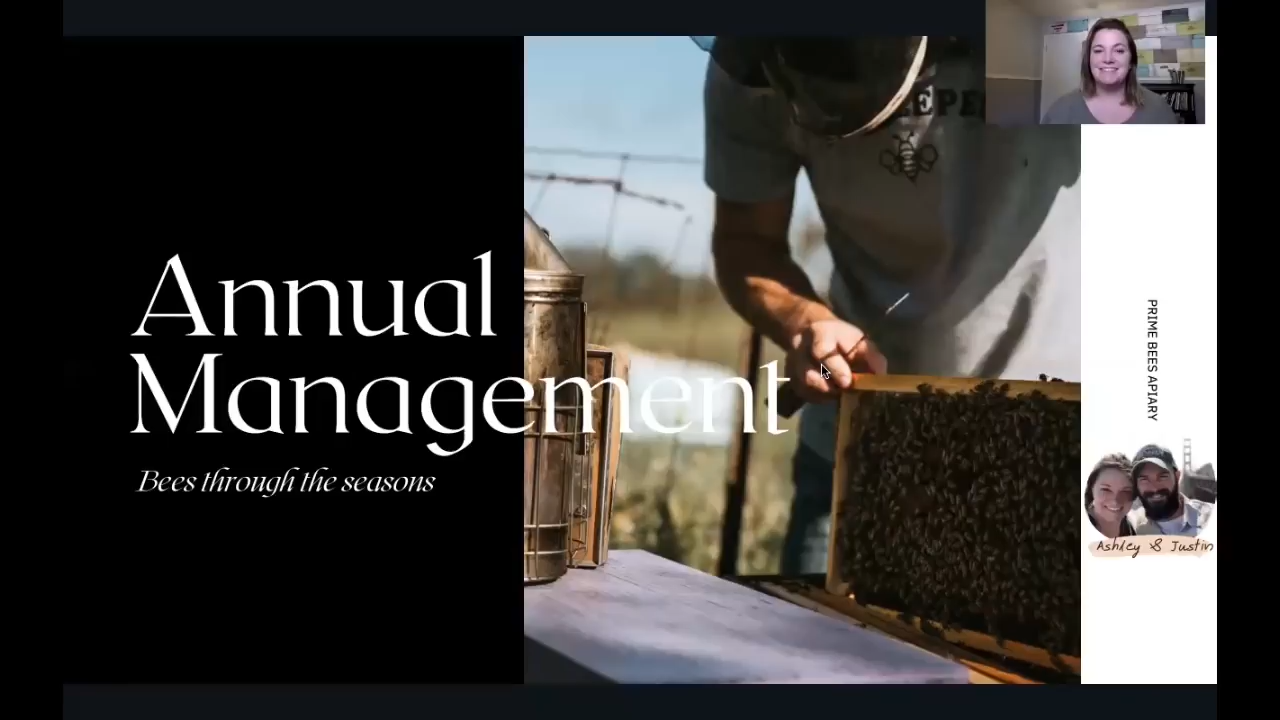 Annual
Management
Bees through the seasons
PRIME BEES APIARY
Ashley & Justin